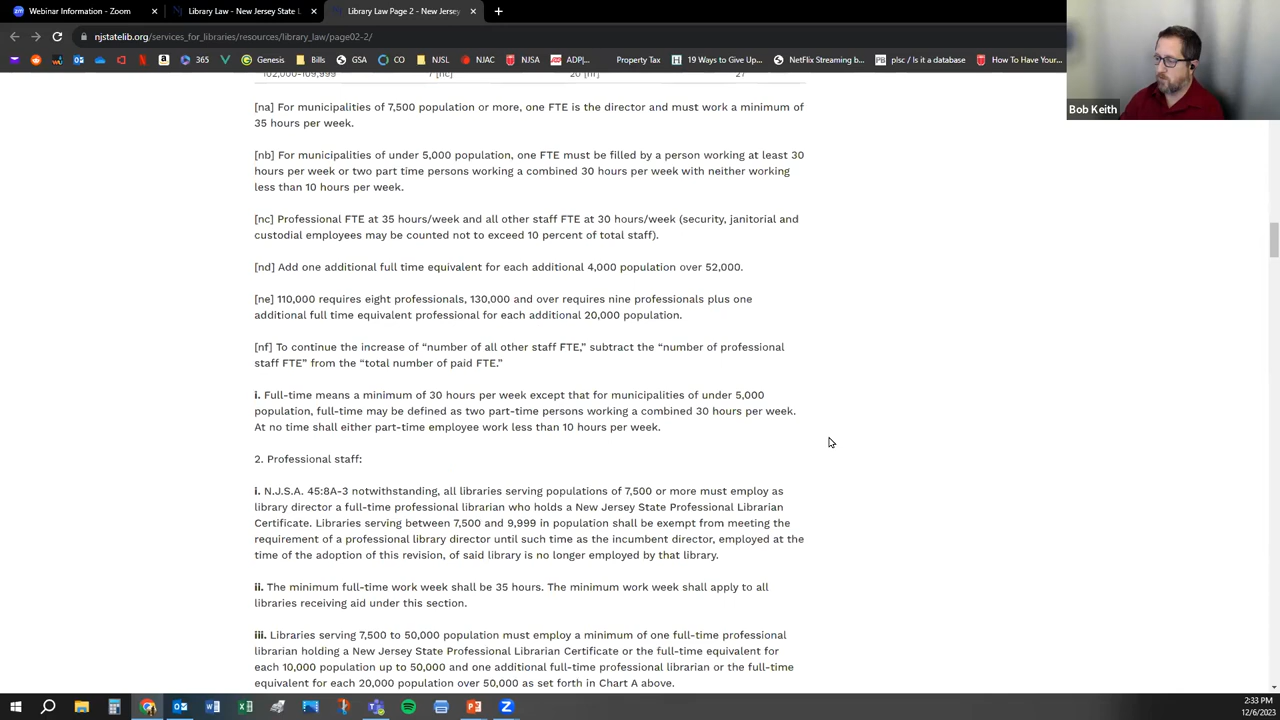 Webinar Information - Zoom
Library Law - New Jersey State L
Library Law Page 2 - New Jersey
njstatelib.org/services_for_libraries/resources/library_law/page02-2/
365
Genesis
Bills
GSA
CO
NJSL
NJAC
NJSA
ADP|...
Property Tax
19 Ways to Give Up...
NetFlix Streaming b...
plsc / Is it a database
How To Have Your...
Bob Keith
102,000-109,999 7 [nc] 20 [nf] 27
[na] For municipalities of 7,500 population or more, one FTE is the director and must work a minimum of
35 hours per week.
[nb] For municipalities of under 5,000 population, one FTE must be filled by a person working at least 30
hours per week or two part time persons working a combined 30 hours per week with neither working
less than 10 hours per week.
[nc] Professional FTE at 35 hours/week and all other staff FTE at 30 hours/week (security, janitorial and
custodial employees may be counted not to exceed 10 percent of total staff).
[nd] Add one additional full time equivalent for each additional 4,000 population over 52,000.
[ne] 110,000 requires eight professionals, 130,000 and over requires nine professionals plus one
additional full time equivalent professional for each additional 20,000 population.
[nf] To continue the increase of “number of all other staff FTE,” subtract the “number of professional
staff FTE” from the “total number of paid FTE.”
i. Full-time means a minimum of 30 hours per week except that for municipalities of under 5,000
population, full-time may be defined as two part-time persons working a combined 30 hours per week.
At no time shall either part-time employee work less than 10 hours per week.
2. Professional staff:
i. N.J.S.A. 45:8A-3 notwithstanding, all libraries serving populations of 7,500 or more must employ as
library director a full-time professional librarian who holds a New Jersey State Professional Librarian
Certificate. Libraries serving between 7,500 and 9,999 in population shall be exempt from meeting the
requirement of a professional library director until such time as the incumbent director, employed at the
time of the adoption of this revision, of said library is no longer employed by that library.
ii. The minimum full-time work week shall be 35 hours. The minimum work week shall apply to all
libraries receiving aid under this section.
iii. Libraries serving 7,500 to 50,000 population must employ a minimum of one full-time professional
librarian holding a New Jersey State Professional Librarian Certificate or the full-time equivalent for
each 10,000 population up to 50,000 and one additional full-time professional librarian or the full-time
equivalent for each 20,000 population over 50,000 as set forth in Chart A above.
2:33 PM
12/6/2023